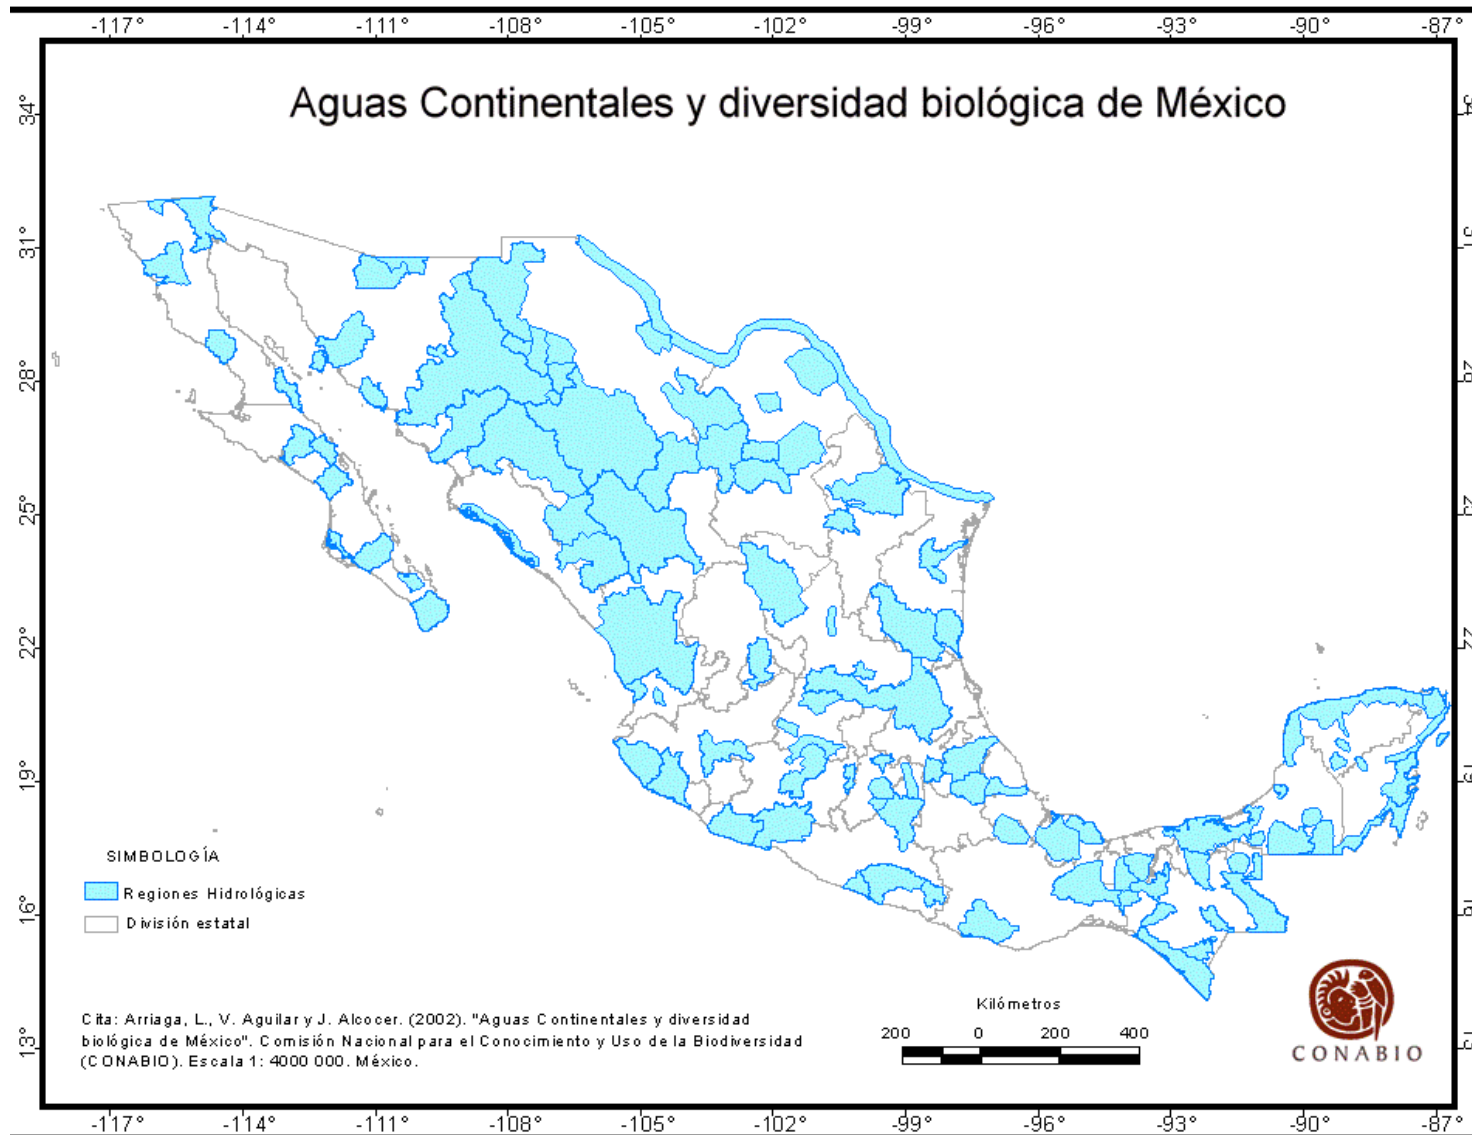 -117° -114° -111° -108° -105° -102° -99° -96° -93° -90° -87°
Aguas Continentales y diversidad biológica de México
34°
31°
28°
25°
22°
19°
16°
13°
SIMBOLOGÍA
Regiones Hidrológicas
División estatal
Cita: Arriaga, L., V. Aguilar y J. Alcocer. (2002). "Aguas Continentales y diversidad
biológica de México". Comisión Nacional para el Conocimiento y Uso de la Biodiversidad
(CONABIO). Escala 1: 4000 000. México.
Kilómetros
200 0 200 400
CONABIO
-117° -114° -111° -108° -105° -102° -99° -96° -93° -90° -87°